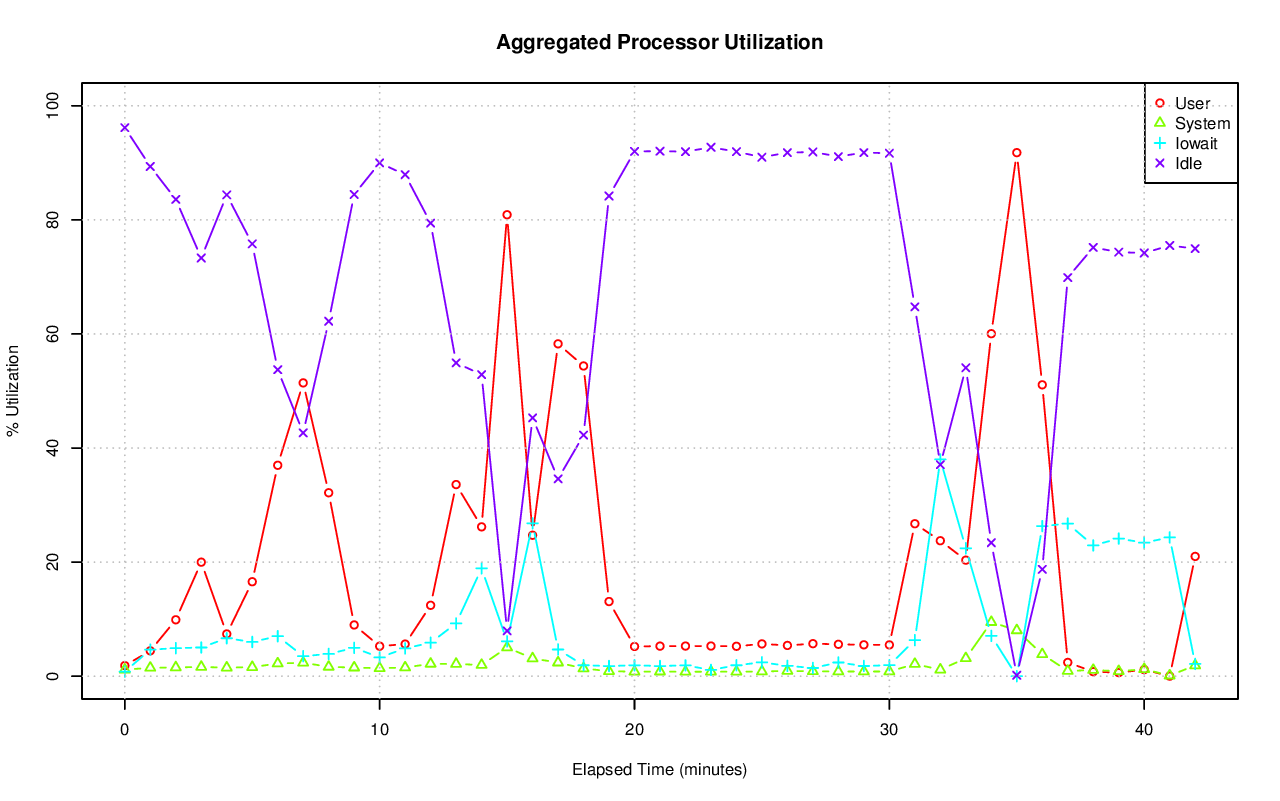 Aggregated Processor Utilization
User
System
Iowait
Idle
% Utilization
100
80
60
40
20
0
0 10 20 30 40
Elapsed Time (minutes)